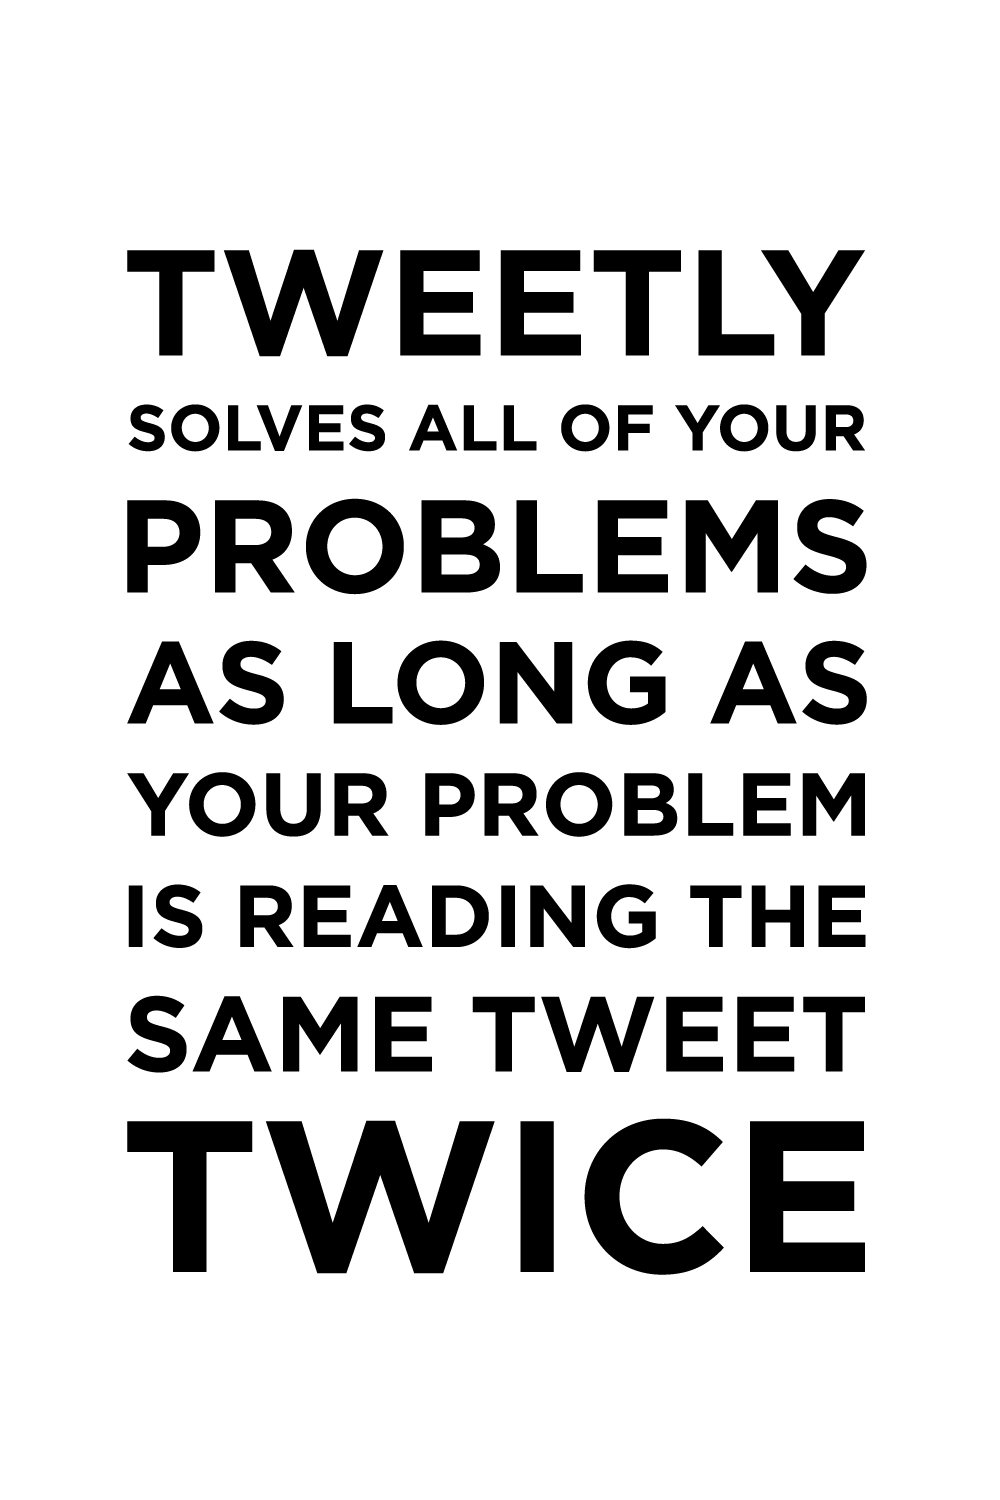 TWEETLY
SOLVES ALL OF YOUR
PROBLEMS
AS LONG AS
YOUR PROBLEM
IS READING THE
SAME TWEET
TWICE